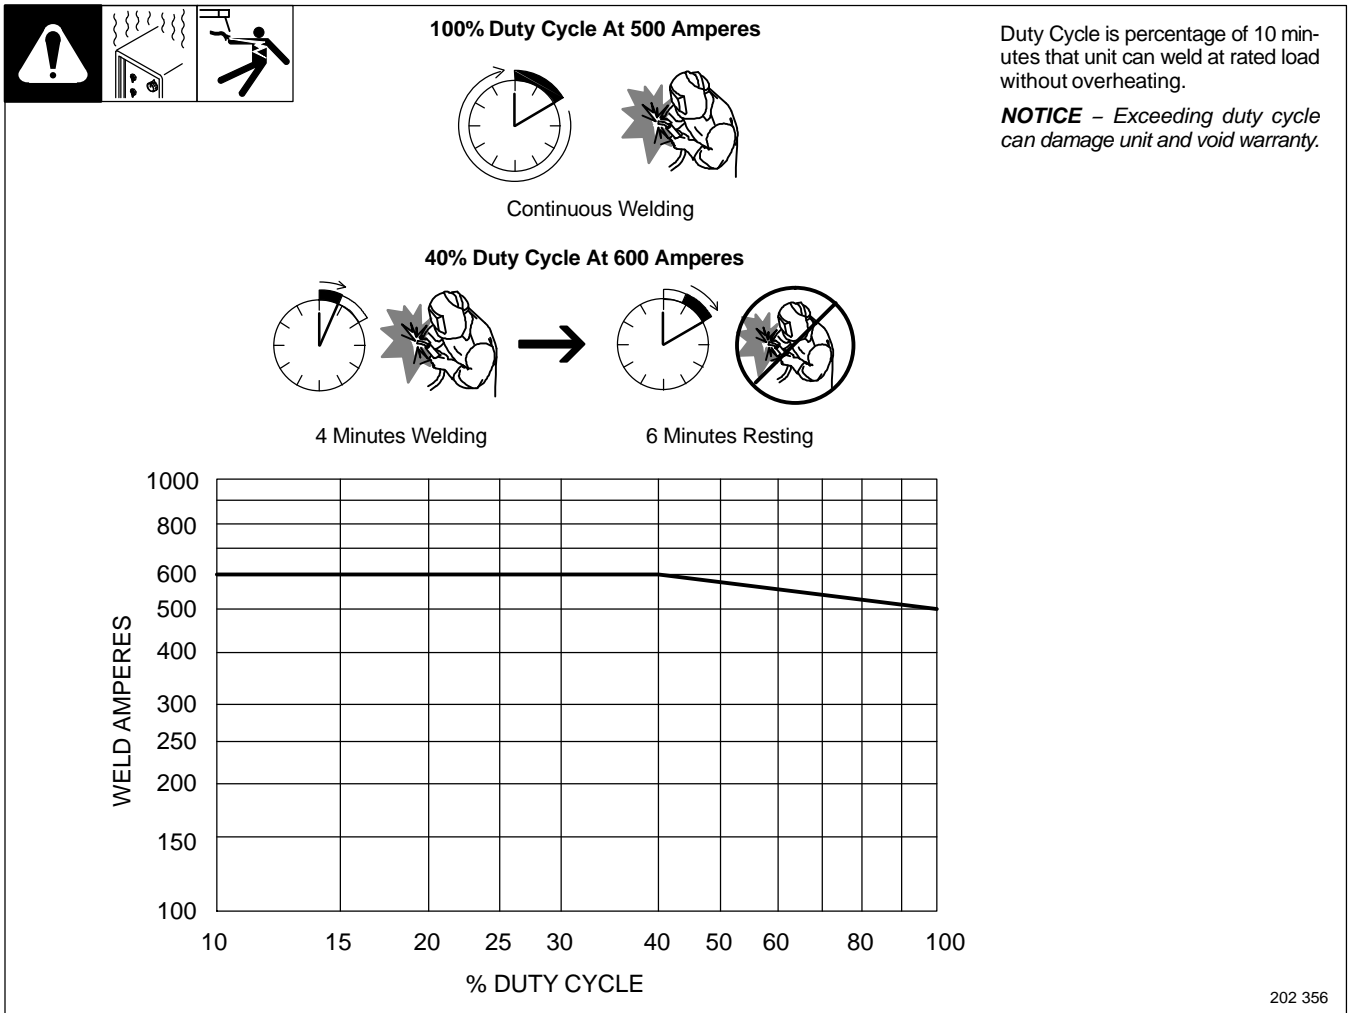 100% Duty Cycle At 500 Amperes
Duty Cycle is percentage of 10 min-
utes that unit can weld at rated load
without overheating.
NOTICE – Exceeding duty cycle
can damage unit and void warranty.
Continuous Welding
40% Duty Cycle At 600 Amperes
4 Minutes Welding
6 Minutes Resting
1000
800
600
500
400
300
250
200
150
100
WELD AMPERES
10 15 20 25 30 40 50 60 80 100
% DUTY CYCLE
202 356